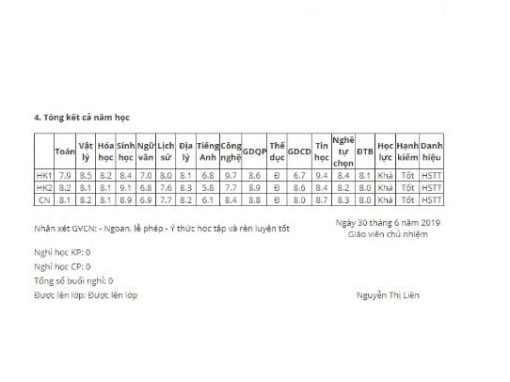 4. Tổng kết cả năm học
Toán Vật lý Hóa học Sinh học Ngữ văn Lịch sử Địa lý Tiếng Anh Công nghệ GDQP Thể dục GDCD Tin học Nghề tự chọn ĐTB Học lực Hạnh kiểm Danh hiệu
HK1 7.9 8.5 8.2 8.4 7.0 8.0 8.1 6.8 9.7 8.6 Đ 6.7 9.4 8.4 8.1 Khá Tốt HSTT
HK2 8.2 8.1 8.1 9.1 6.8 7.6 8.3 5.8 7.7 8.9 Đ 8.6 8.4 8.2 8.0 Khá Tốt HSTT
CN 8.1 8.2 8.1 8.9 6.9 7.7 8.2 6.1 8.4 8.8 Đ 8.0 8.7 8.3 8.0 Khá Tốt HSTT
Nhận xét GVCN: - Ngoan, lễ phép - Ý thức học tập và rèn luyện tốt
Ngày 30 tháng 6 năm 2019
Giáo viên chủ nhiệm
Nghỉ học KP: 0
Nghỉ học CP: 0
Tổng số buổi nghỉ: 0
Được lên lớp: Được lên lớp
Nguyễn Thị Liên